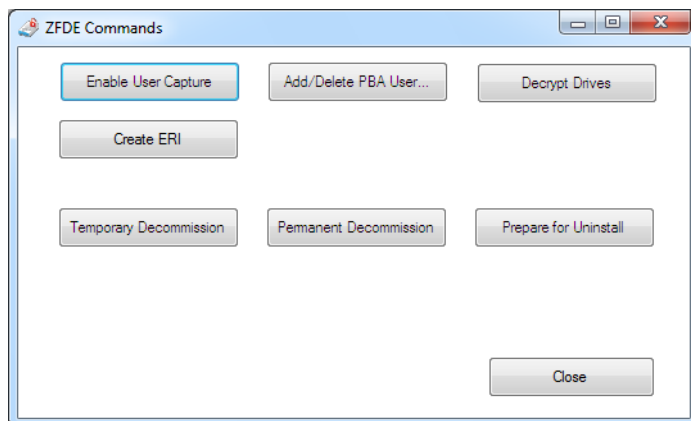 ZFDE Commands
Enable User Capture
Add/Delete PBA User...
Decrypt Drives
Create ERI
Temporary Decommission
Permanent Decommission
Prepare for Uninstall
Close